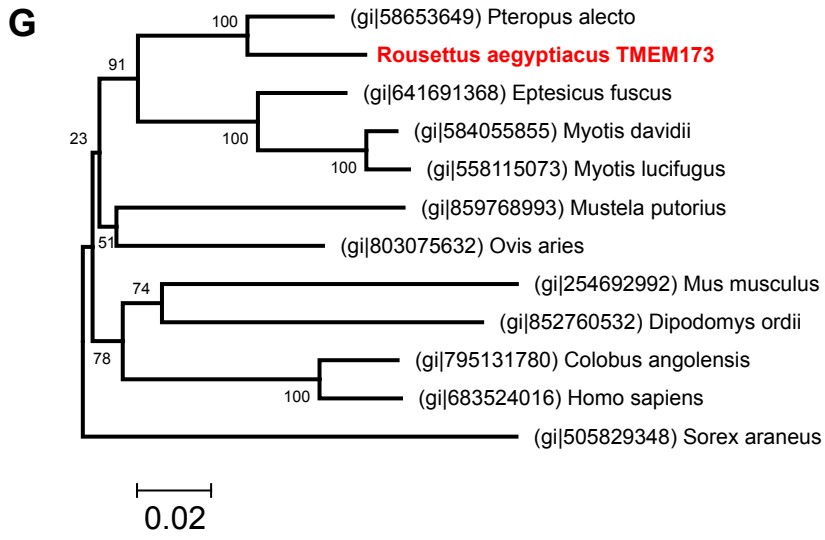 G
100
(gi|58653649) Pteropus alecto
Rousettus aegyptiacus TMEM173
91
(gi|641691368) Eptesicus fuscus
100
(gi|584055855) Myotis davidii
23
100
(gi|558115073) Myotis lucifugus
(gi|859768993) Mustela putorius
51
(gi|803075632) Ovis aries
74
(gi|254692992) Mus musculus
(gi|852760532) Dipodomys ordii
78
(gi|795131780) Colobus angolensis
100
(gi|683524016) Homo sapiens
(gi|505829348) Sorex araneus
0.02